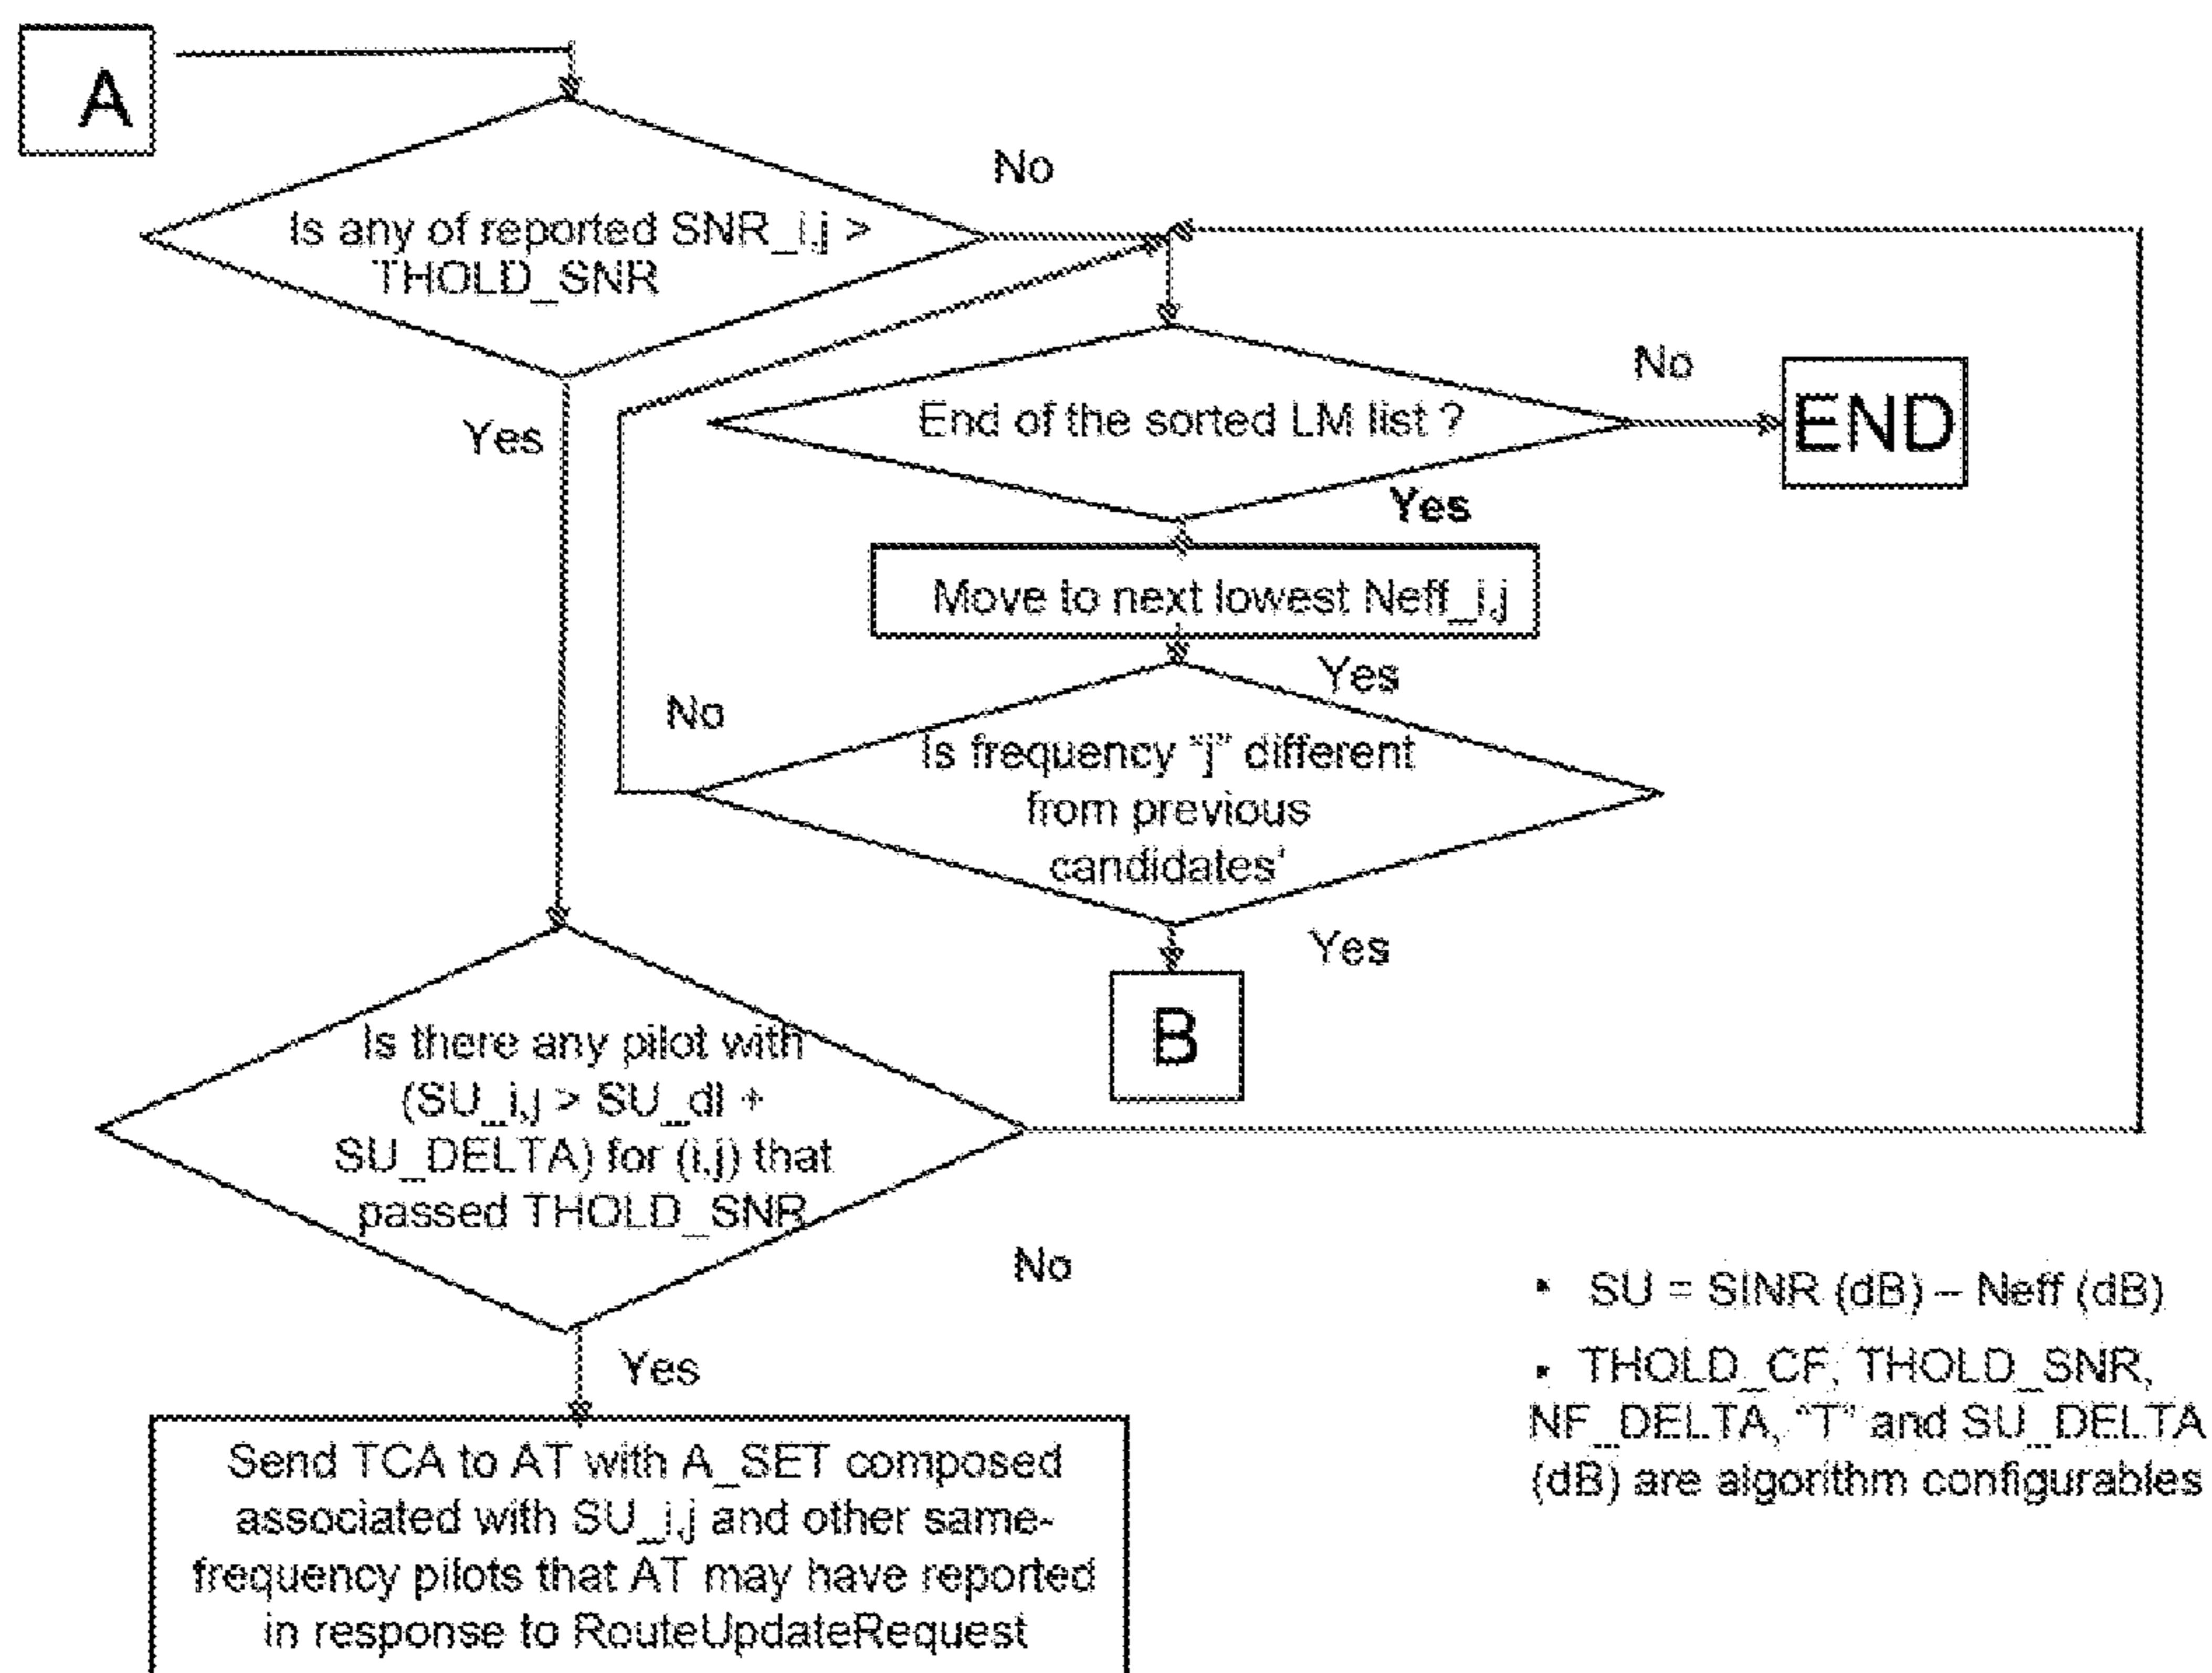 A
No
Is any of reported SNR_i,j >
THOLD_SNR
No
Yes
End of the sorted LM list ?
END
Yes
Move to next lowest Neff_i,j
Yes
No
Is frequency "j" different
from previous
candidates'
Yes
B
Is there any pilot with
(SU_i,j > SU_dl +
SU_DELTA) for (i,j) that
passed THOLD_SNR
No
Yes
Send TCA to AT with A_SET composed
associated with SU_i,j and other same-
frequency pilots that AT may have reported
in response to RouteUpdateRequest
• SU = SINR (dB) – Neff (dB)
• THOLD_CF, THOLD_SNR,
NF_DELTA, "T" and SU_DELTA
(dB) are algorithm configurables